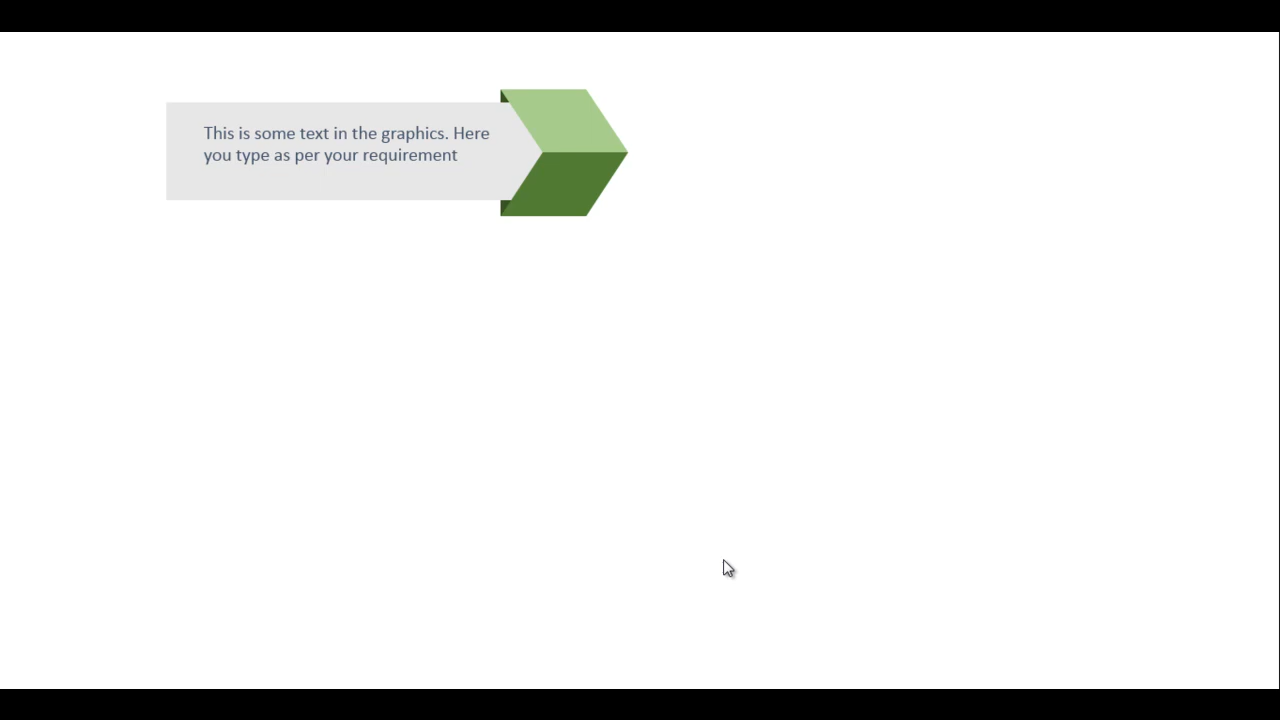 This is some text in the graphics. Here
you type as per your requirement